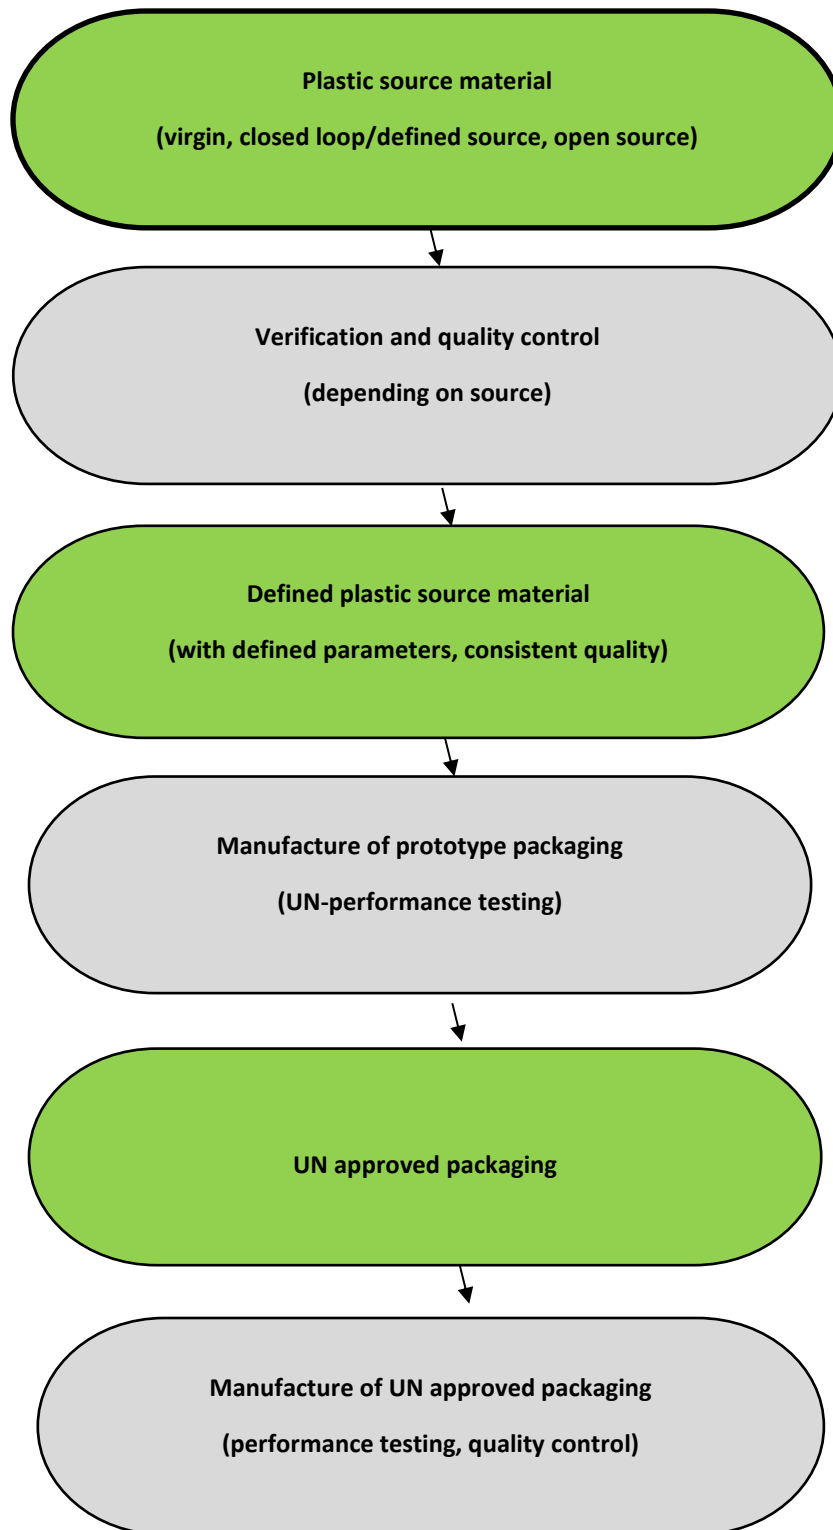 Plastic source material
(virgin, closed loop/defined source, open source)
Verification and quality control
(depending on source)
Defined plastic source material
(with defined parameters, consistent quality)
Manufacture of prototype packaging
(UN-performance testing)
UN approved packaging
Manufacture of UN approved packaging
(performance testing, quality control)